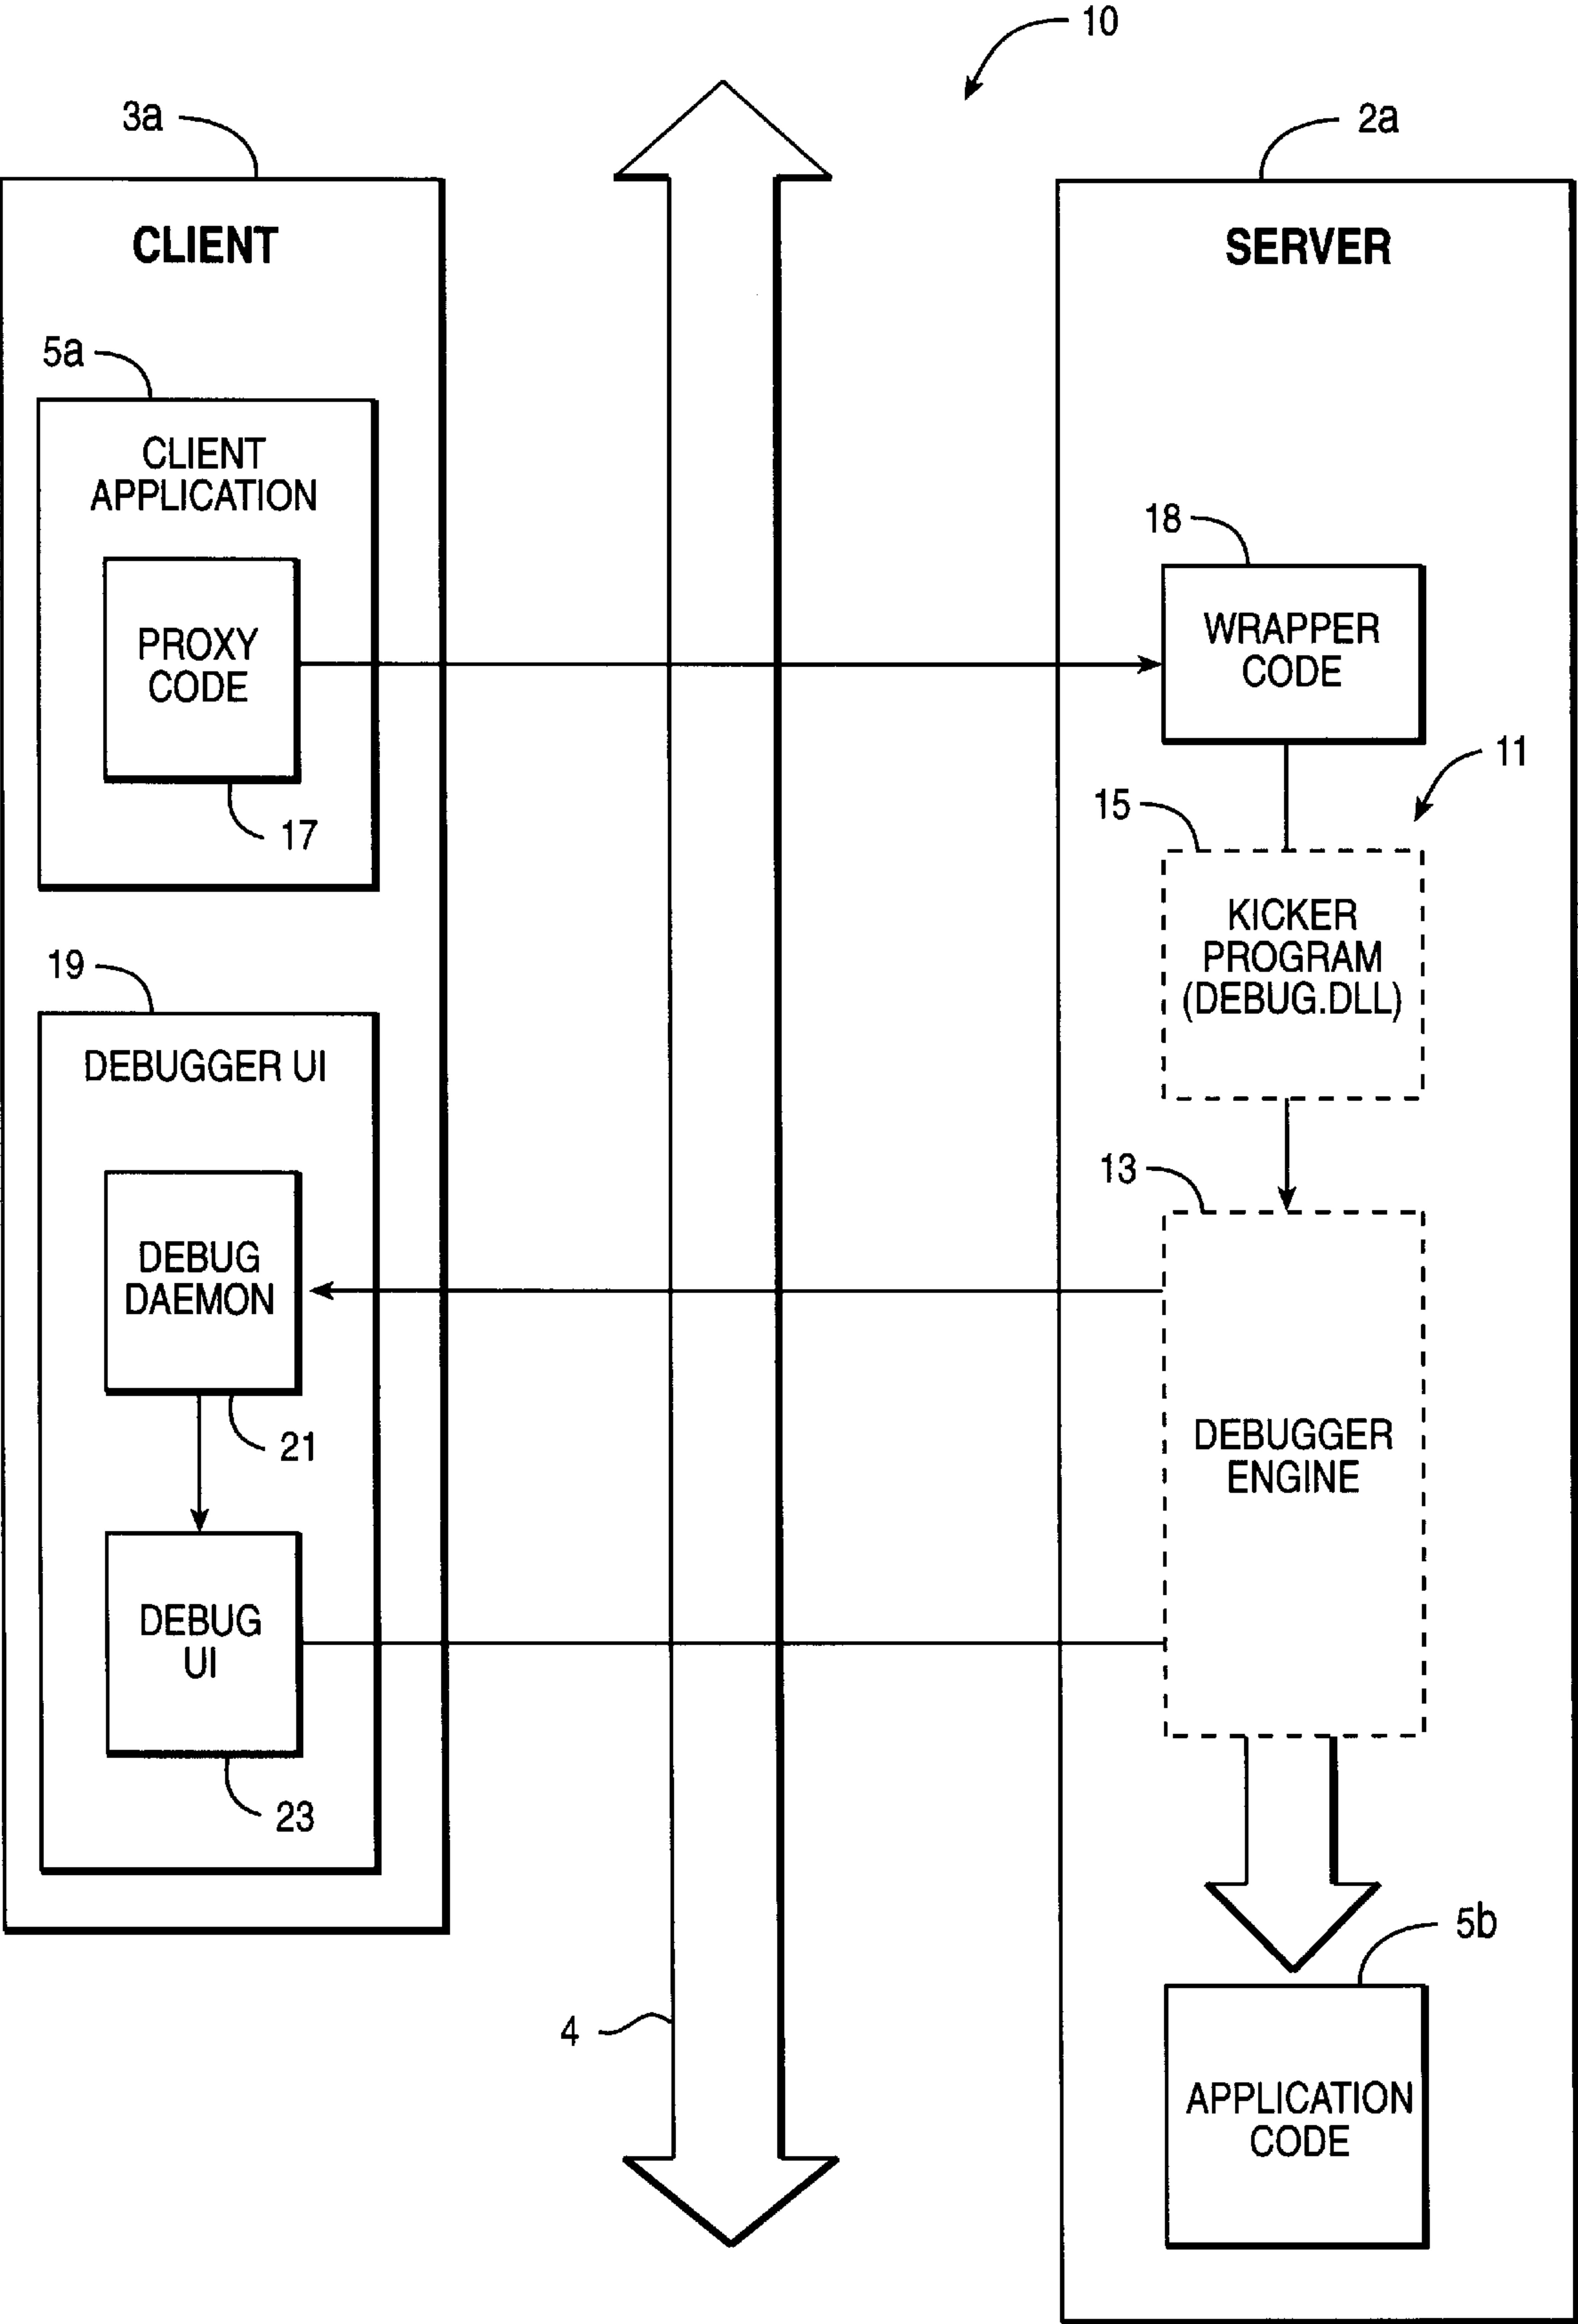 10
3a
2a
CLIENT
SERVER
5a
CLIENT
APPLICATION
18
PROXY
CODE
WRAPPER
CODE
11
15
17
KICKER
PROGRAM
(DEBUG.DLL)
19
DEBUGGER UI
13
DEBUG
DAEMON
21
DEBUGGER
ENGINE
DEBUG
UI
23
5b
4
APPLICATION
CODE